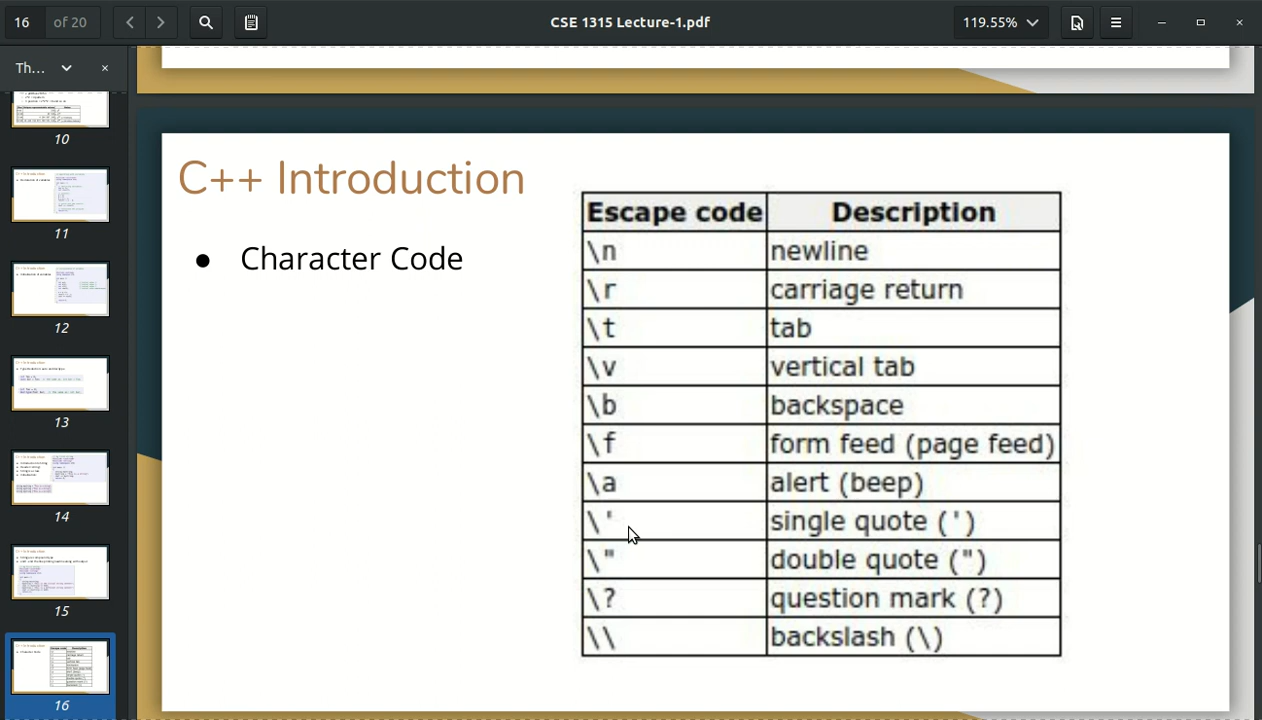 16 of 20
CSE 1315 Lecture-1.pdf
119.55%
Th...
10
11
12
13
14
15
16
C++ Introduction
● Character Code
Escape code Description
\n newline
\r carriage return
\t tab
\v vertical tab
\b backspace
\f form feed (page feed)
\a alert (beep)
\' single quote (')
\" double quote (")
\? question mark (?)
\\ backslash (\)